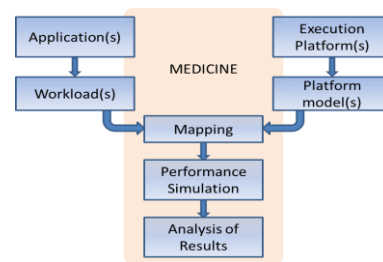 Application(s)
Execution
Platform(s)
MEDICINE
Workload(s)
Platform
model(s)
Mapping
Performance
Simulation
Analysis of
Results